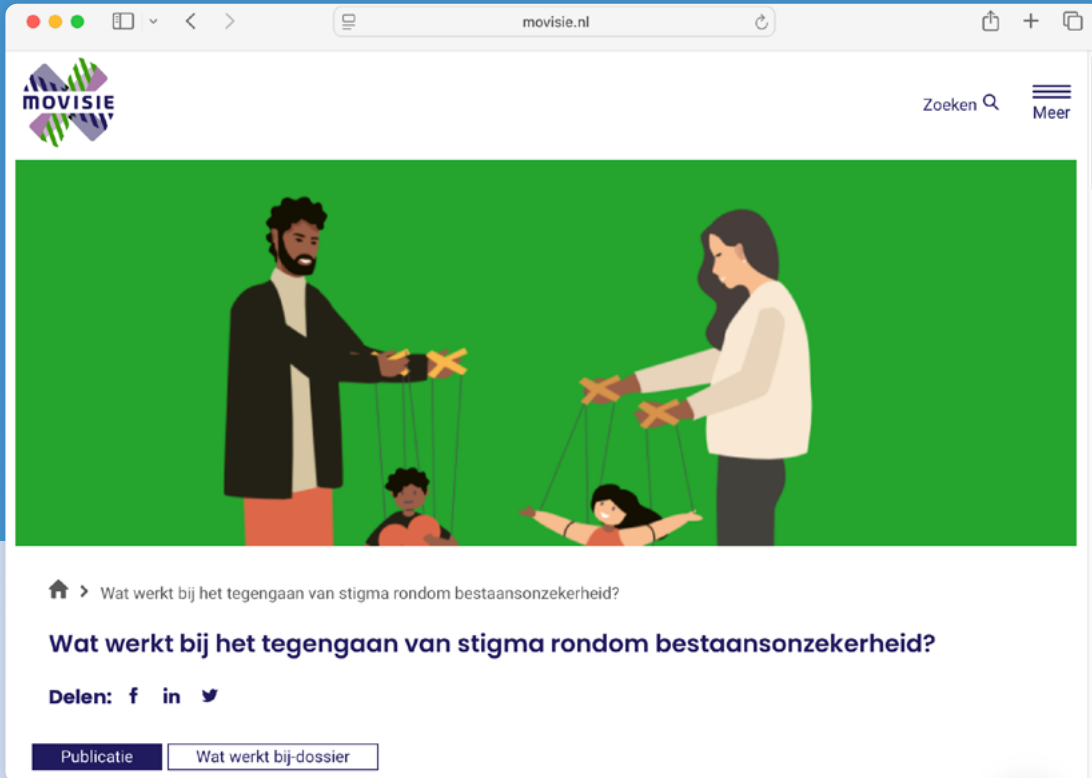 movisie.nl
MOVISIE
Zoeken
Meer
Wat werkt bij het tegengaan van stigma rondom bestaansonzekerheid?
Wat werkt bij het tegengaan van stigma rondom bestaansonzekerheid?
Delen: f in
Publicatie
Wat werkt bij-dossier